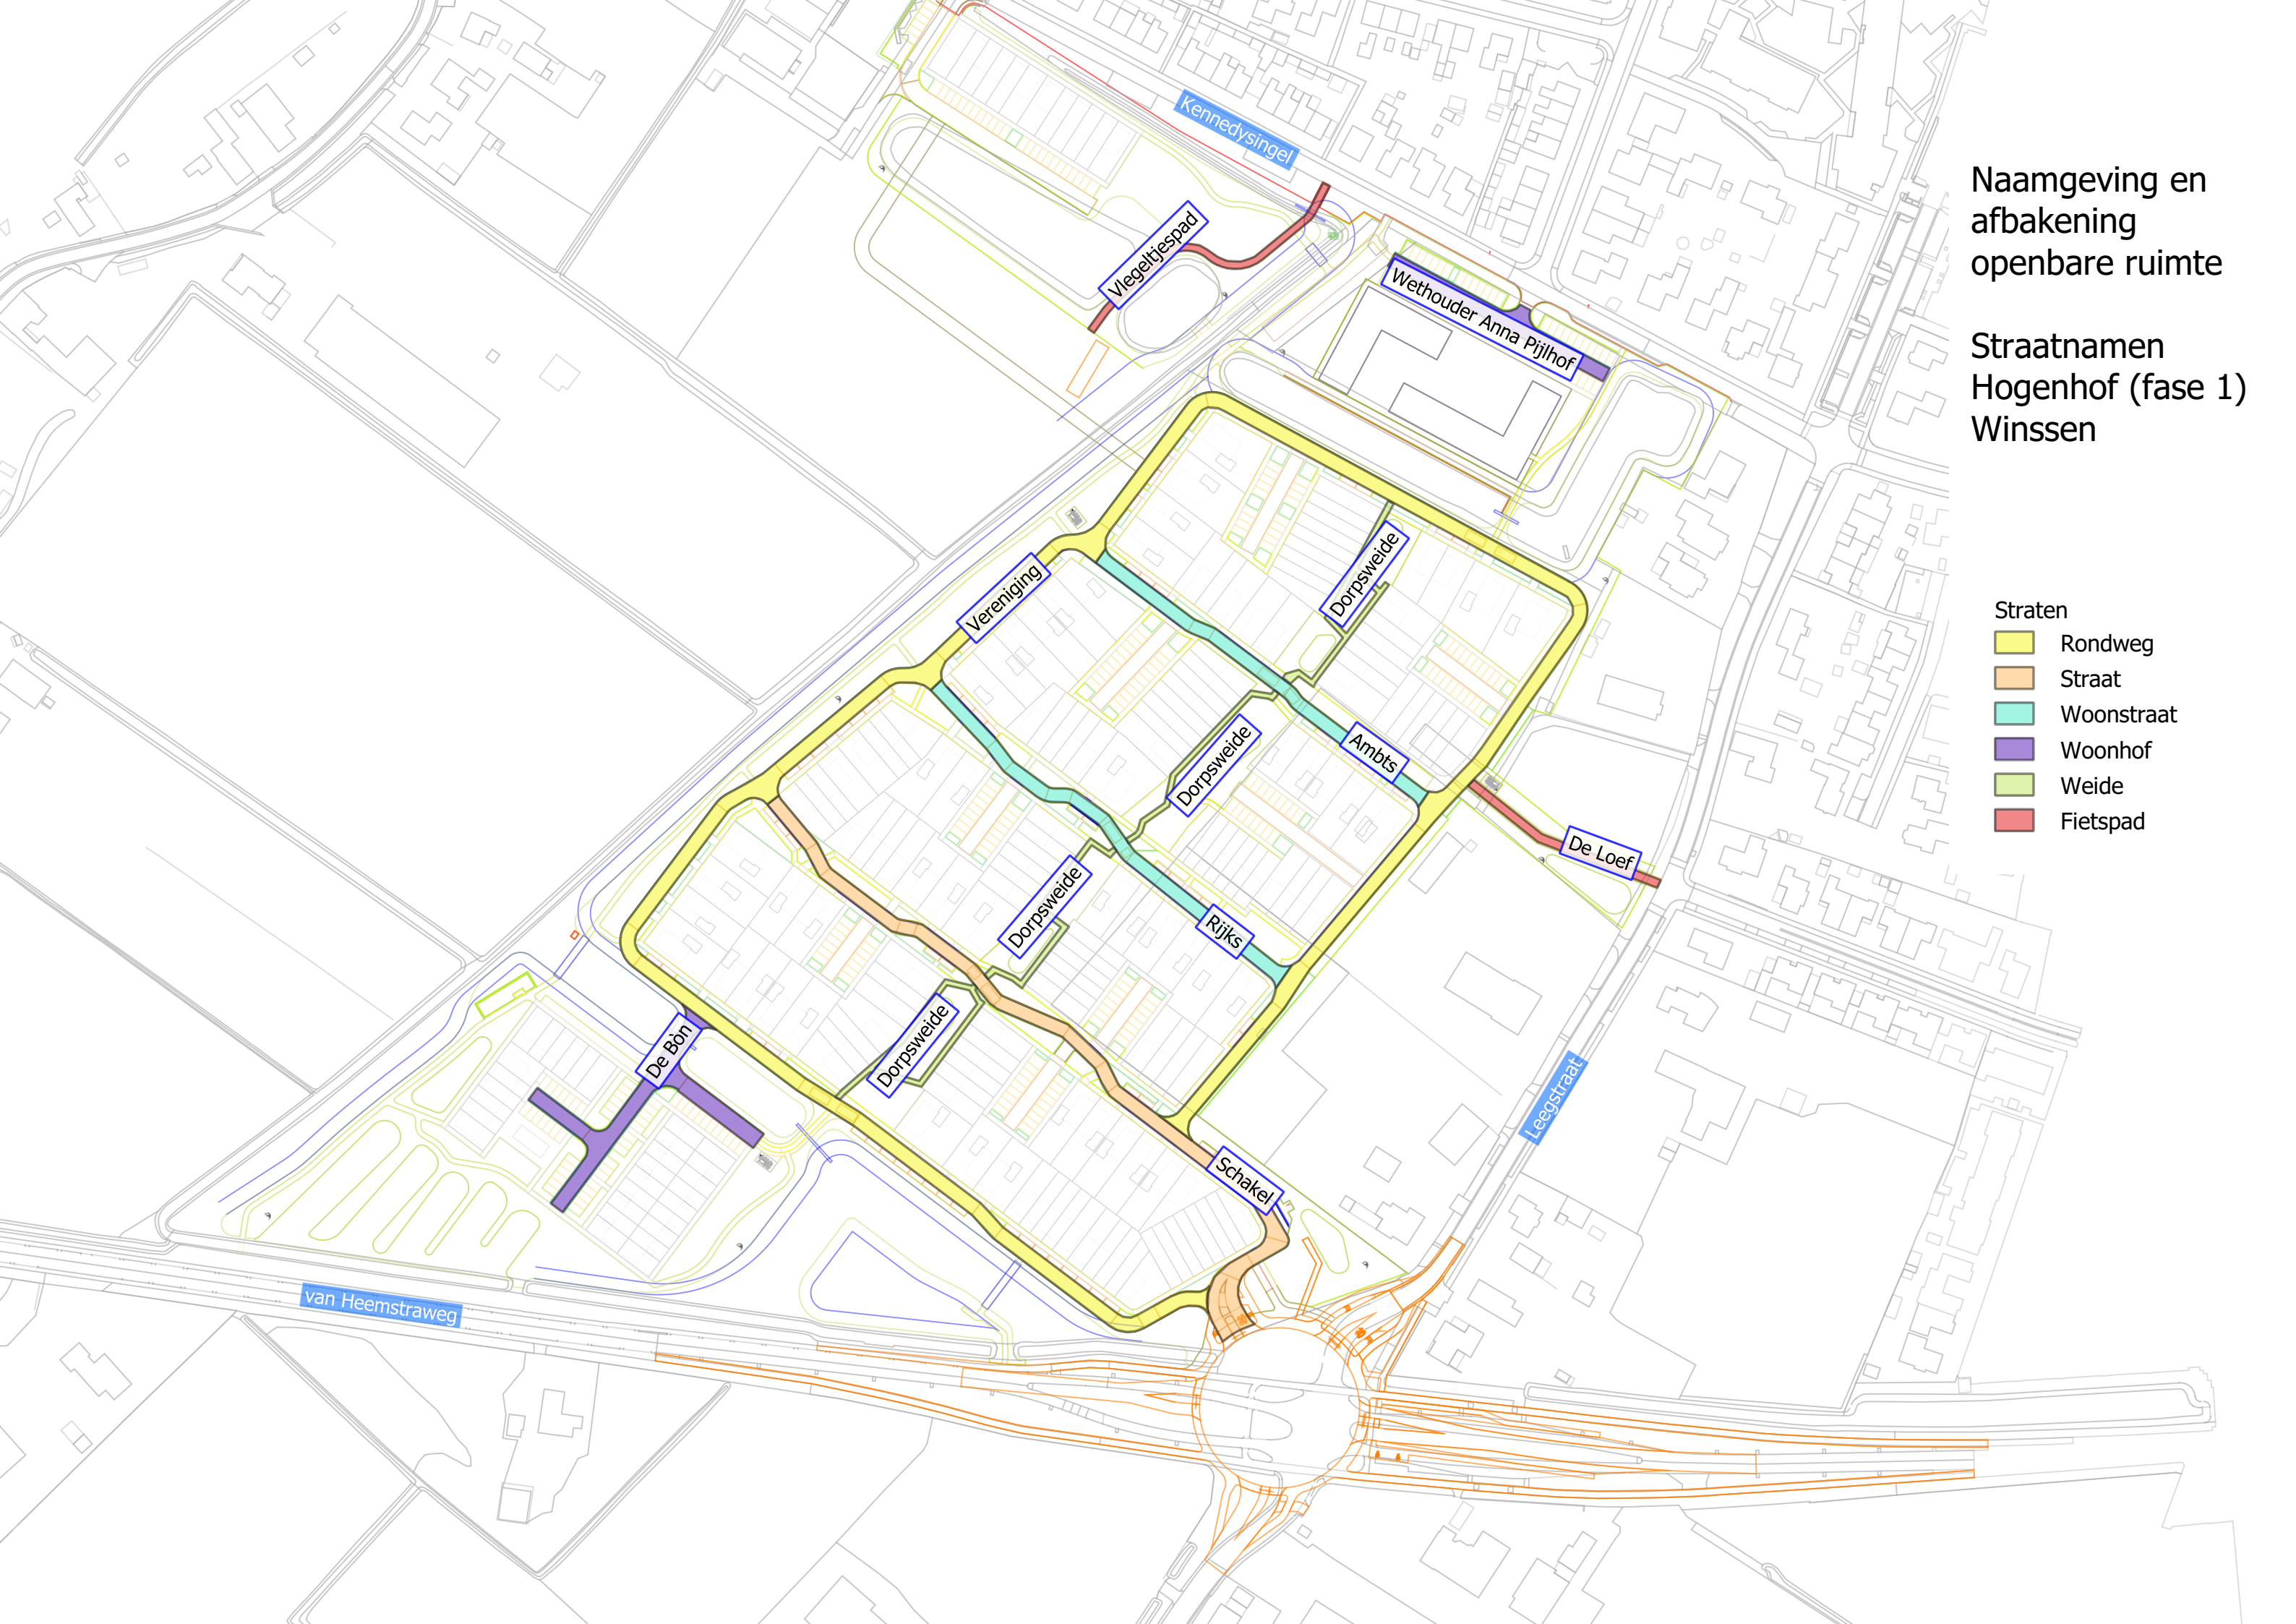 Naamgeving en
afbakening
openbare ruimte
Straatnamen
Hogenhof (fase 1)
Winssen
Straten
Rondweg
Straat
Woonstraat
Woonhof
Weide
Fietspad
Kennedysingel
Vlegeltjespad
Wethouder Anna Pijlhof
Vereniging
Dorpsweide
Dorpsweide
Ambts
De Loef
Dorpsweide
Rijks
Dorpsweide
De Bòn
Schakel
Leegstraat
van Heemstraweg